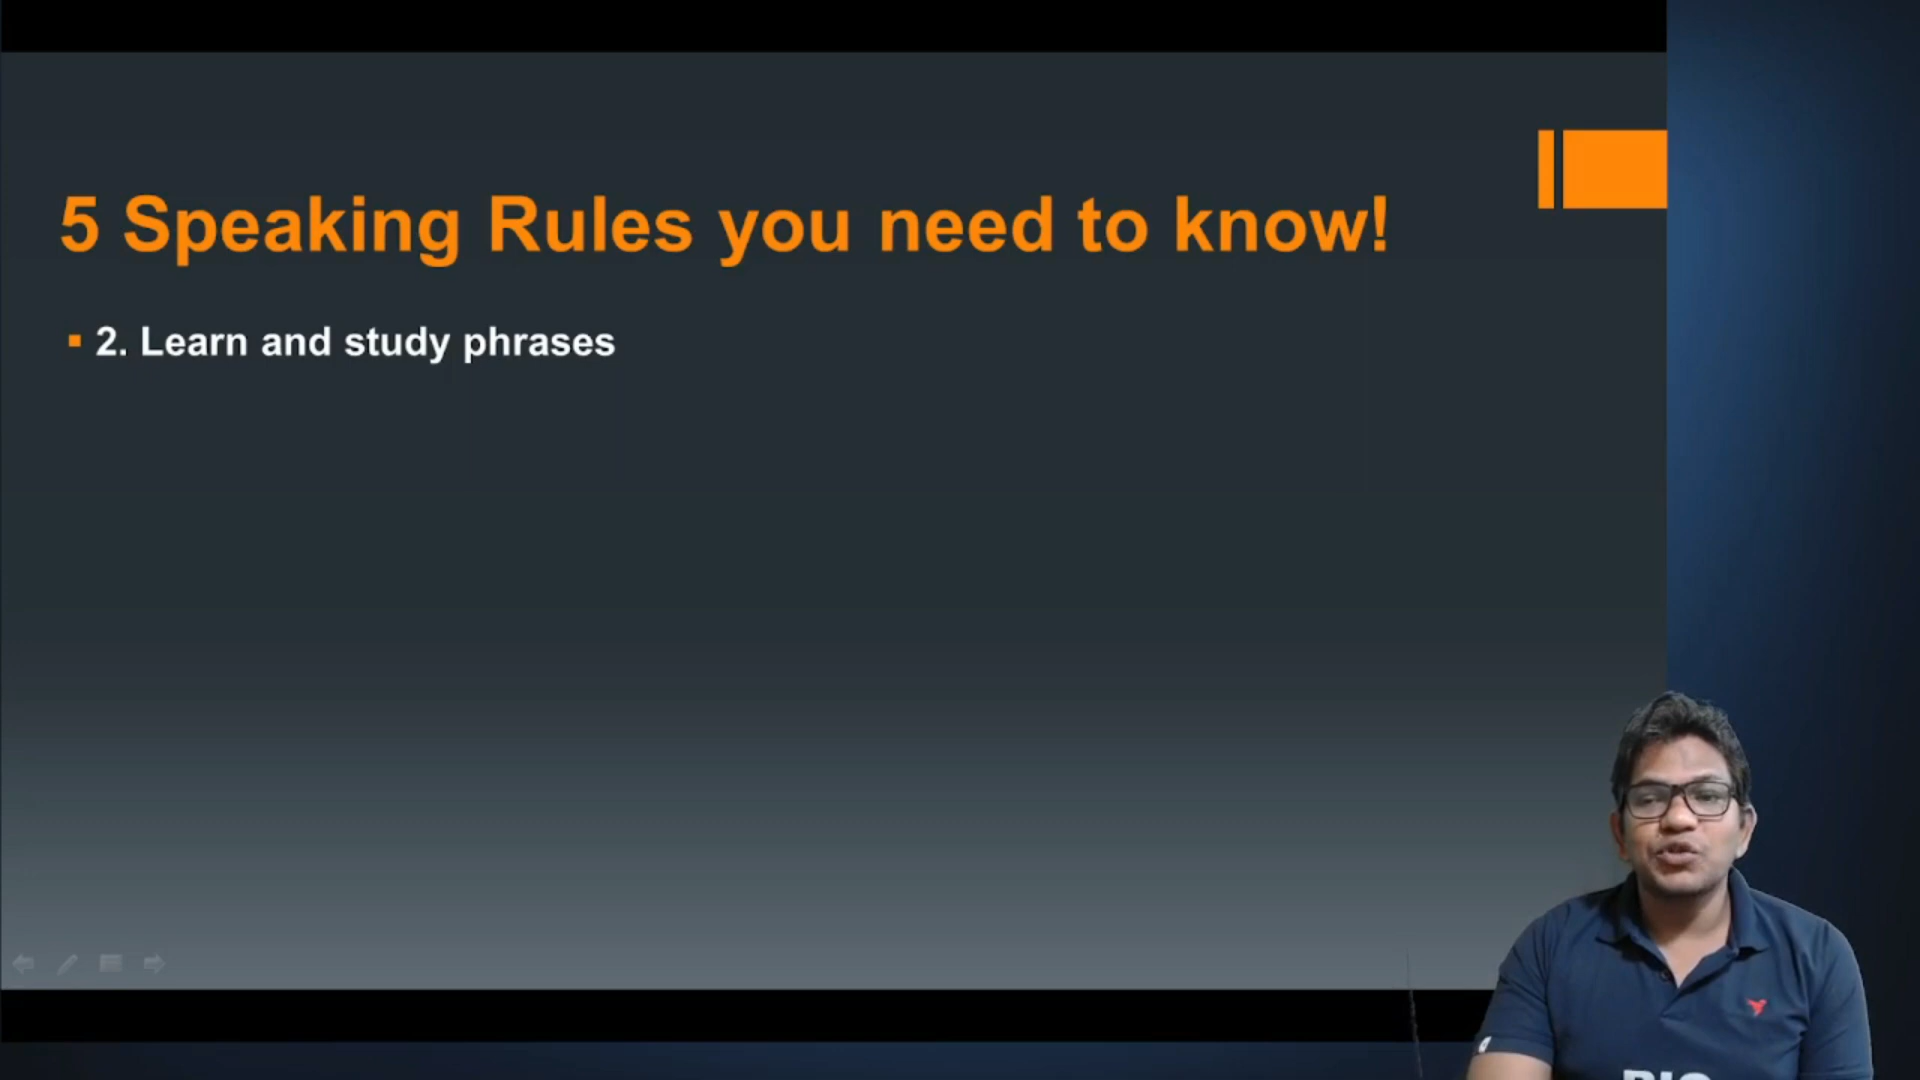 5 Speaking Rules you need to know!
2. Learn and study phrases